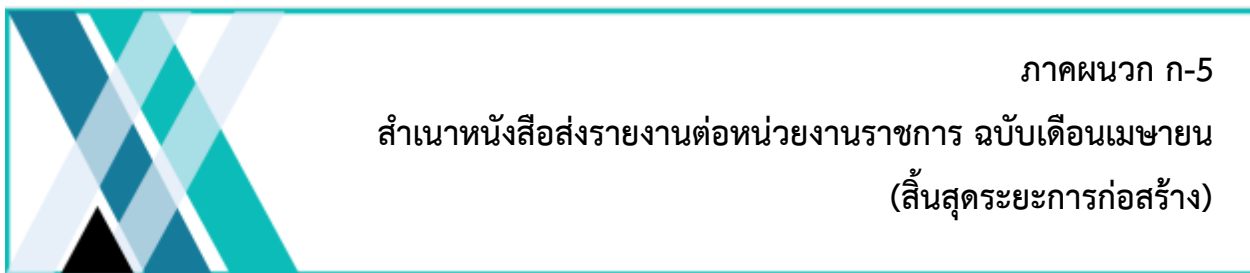 ภาคผนวก ก-5
สำเนาหนังสือส่งรายงานต่อหน่วยงานราชการ ฉบับเดือนเมษายน
(สิ้นสุดระยะการก่อสร้าง)